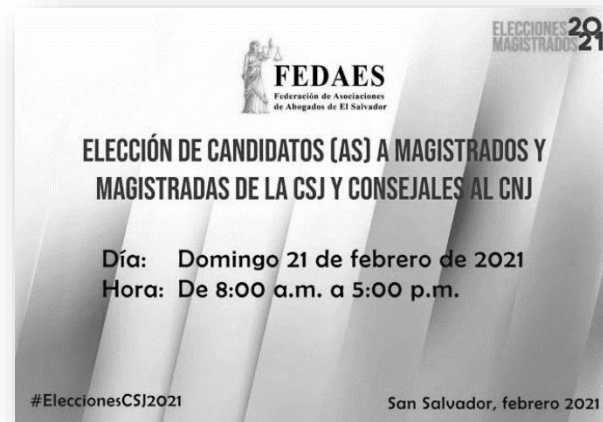 ELECCIONES 2021
MAGISTRADOS
FEDAES
Federación de Asociaciones
de Abogados de El Salvador
ELECCIÓN DE CANDIDATOS (AS) A MAGISTRADOS Y
MAGISTRADAS DE LA CSJ Y CONSEJALES AL CNJ
Día: Domingo 21 de febrero de 2021
Hora: De 8:00 a.m. a 5:00 p.m.
#EleccionesCSJ2021
San Salvador, febrero 2021